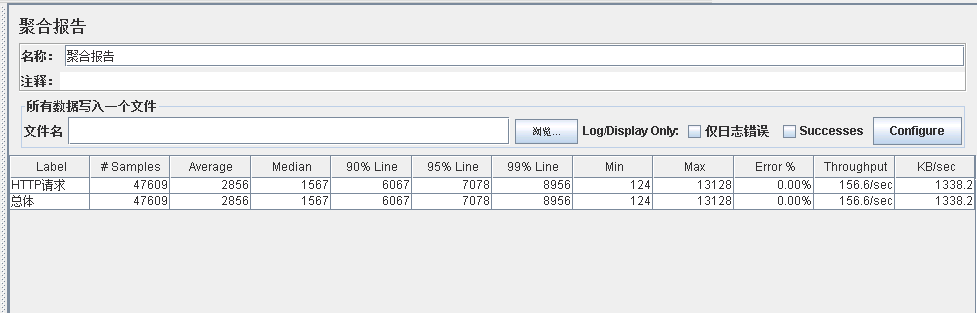 聚合报告
名称： 聚合报告
注释：
所有数据写入一个文件
文件名 浏览... Log/Display Only: 仅日志错误 Successes Configure
Label # Samples Average Median 90% Line 95% Line 99% Line Min Max Error % Throughput KB/sec
HTTP请求 47609 2856 1567 6067 7078 8956 124 13128 0.00% 156.6/sec 1338.2
总体 47609 2856 1567 6067 7078 8956 124 13128 0.00% 156.6/sec 1338.2